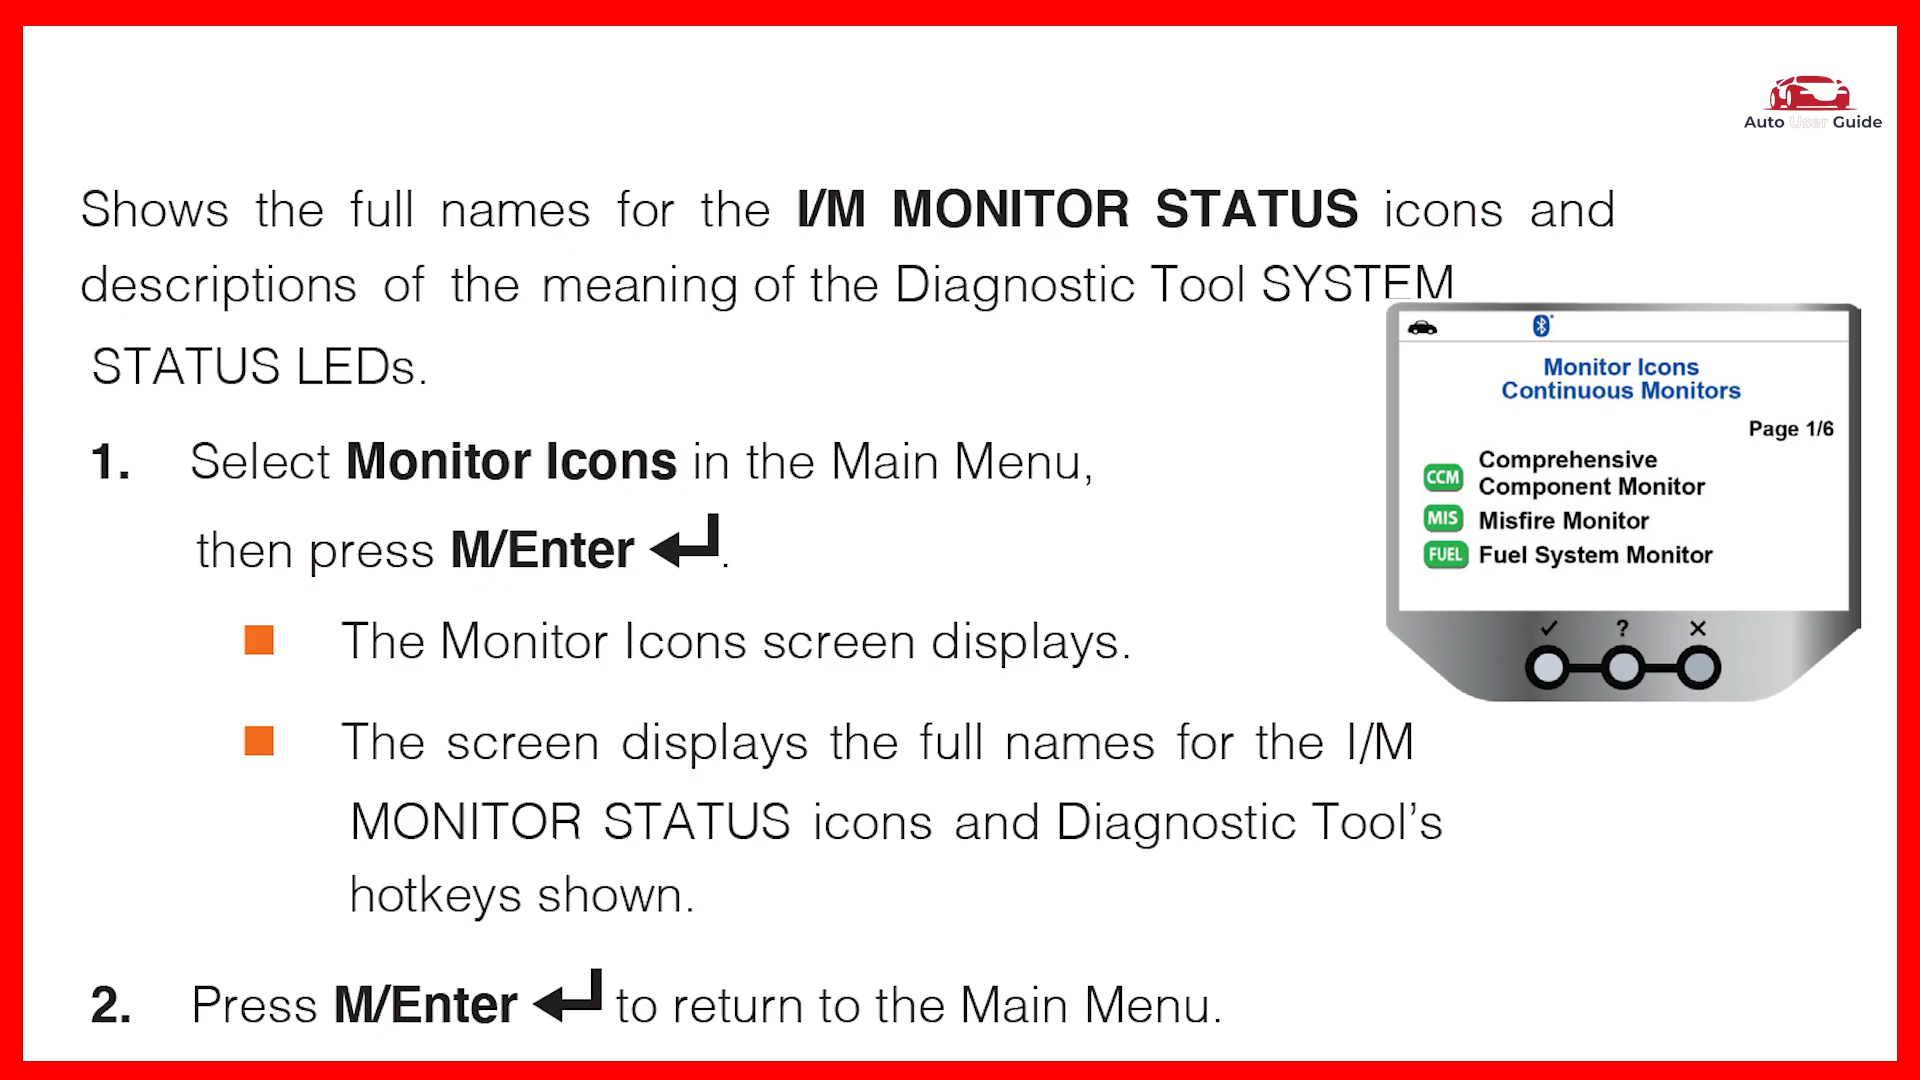 Auto User Guide
Shows the full names for the I/M MONITOR STATUS icons and
descriptions of the meaning of the Diagnostic Tool SYSTEM
STATUS LEDs.
1. Select Monitor Icons in the Main Menu,
then press M/Enter .
■ The Monitor Icons screen displays.
■ The screen displays the full names for the I/M
MONITOR STATUS icons and Diagnostic Tool’s
hotkeys shown.
2. Press M/Enter to return to the Main Menu.
Monitor Icons
Continuous Monitors
Page 1/6
CCM Comprehensive
Component Monitor
MIS Misfire Monitor
FUEL Fuel System Monitor
✓ ? ✕